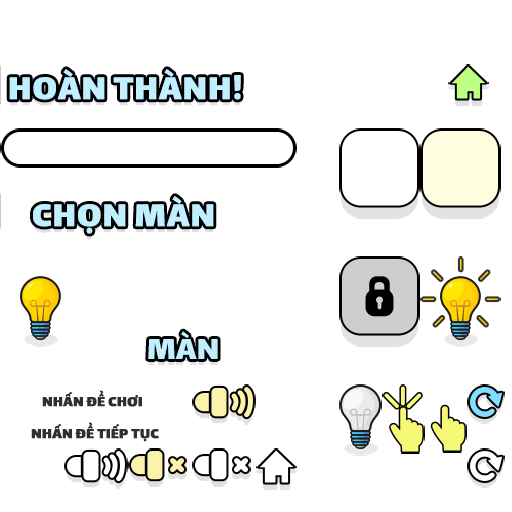 HOÀN THÀNH!
CHỌN MÀN
MÀN
NHẤN ĐỂ CHƠI
NHẤN ĐỂ TIẾP TỤC